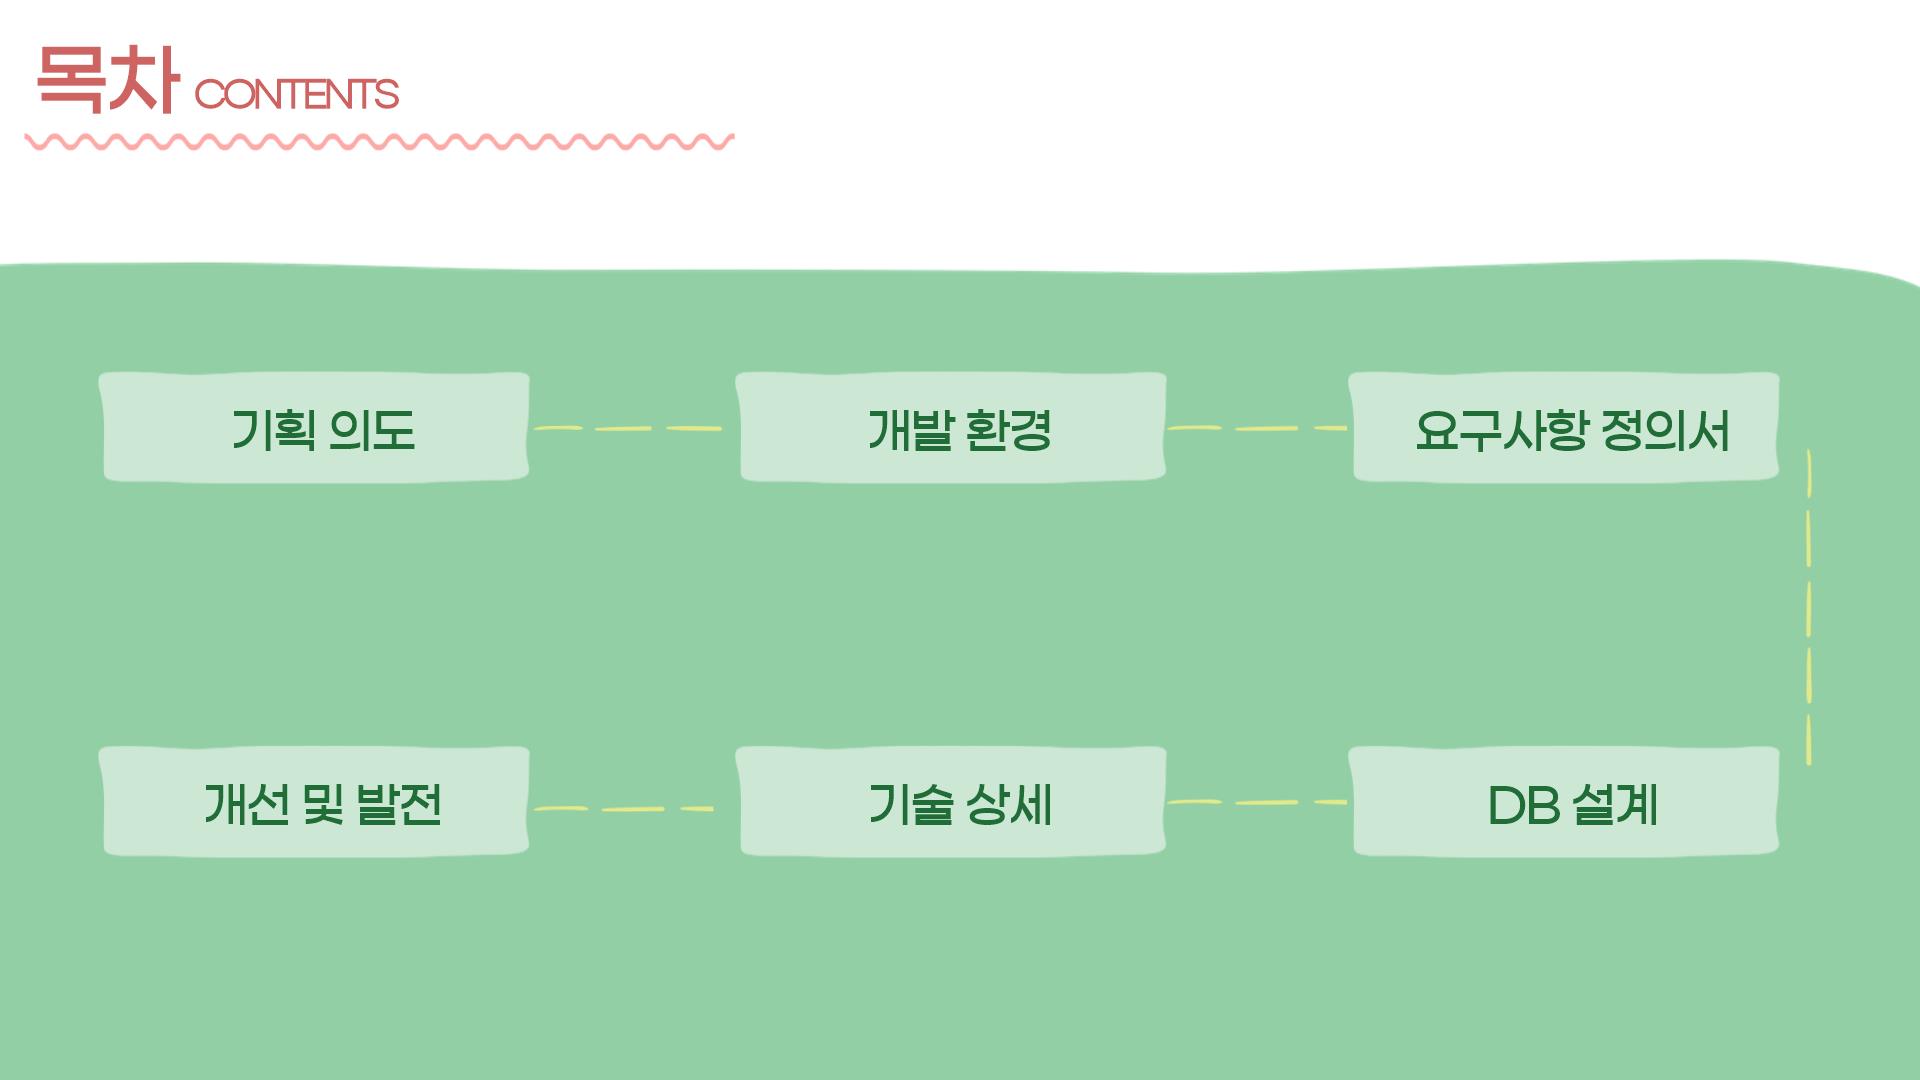 목차 CONTENTS
기획 의도
개발 환경
요구사항 정의서
DB 설계
기술 상세
개선 및 발전